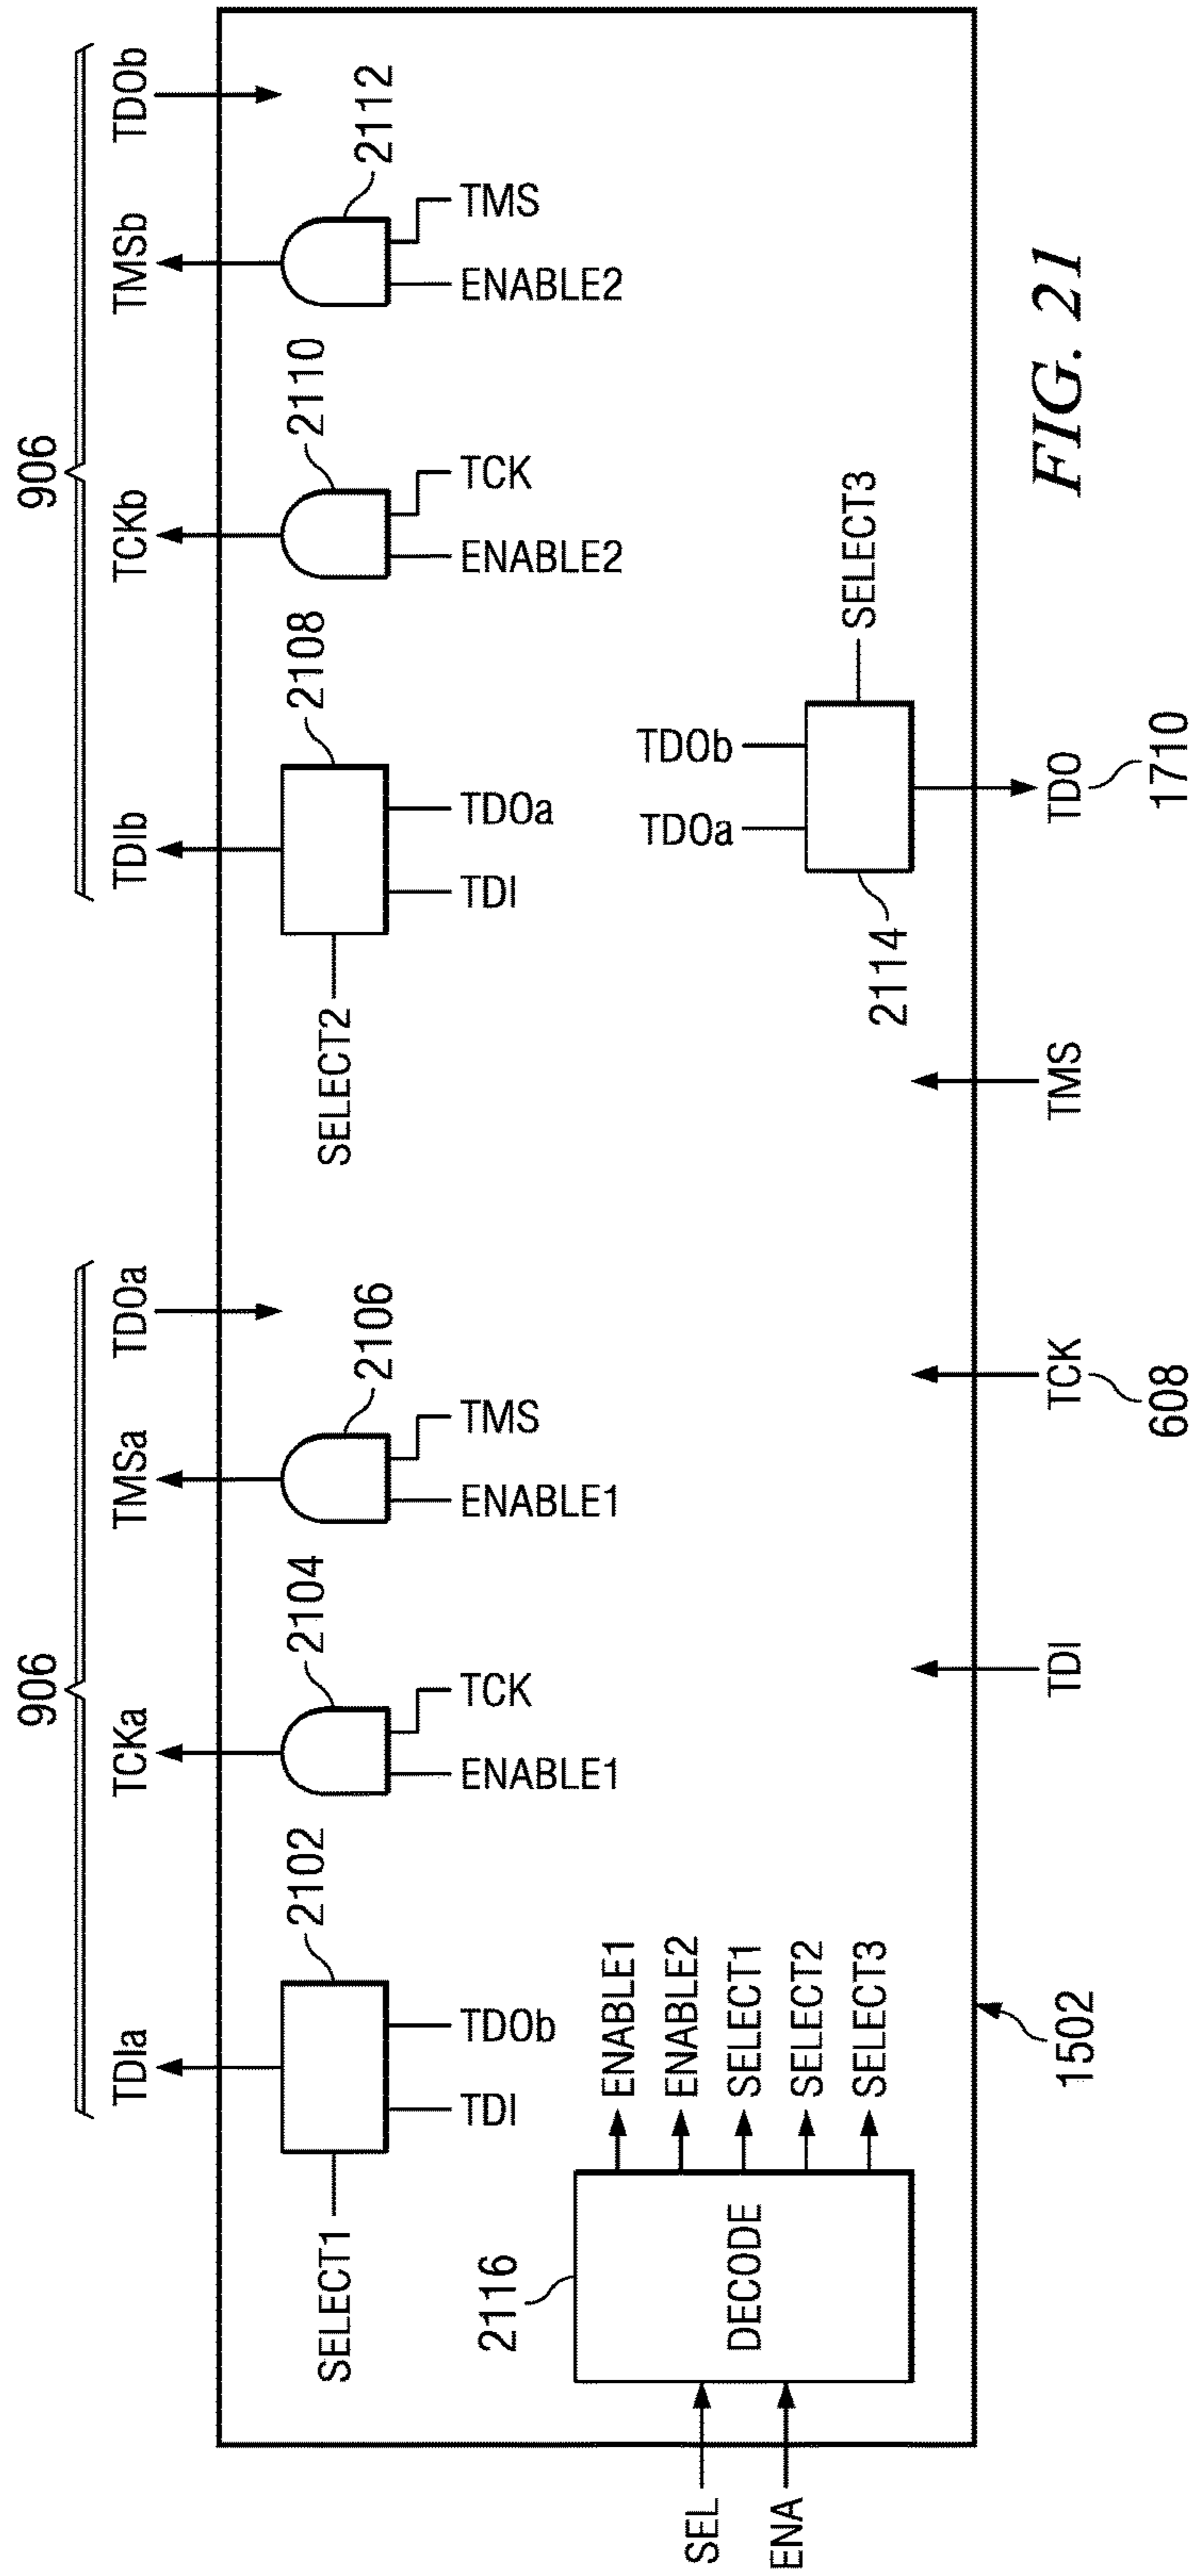 906
906
TDIa
TCKa
TMSa
TDOa
TDIb
TCKb
TMSb
TDOb
2102
2104
2106
2108
2110
2112
SELECT1
TDI
TDOb
ENABLE1
TCK
ENABLE1
TMS
SELECT2
TDI
TDOa
ENABLE2
TCK
ENABLE2
TMS
2116
SEL
ENA
DECODE
ENABLE1
ENABLE2
SELECT1
SELECT2
SELECT3
TDOa
TDOb
SELECT3
2114
1502
TDI
TCK
608
TMS
TDO
1710
FIG. 21